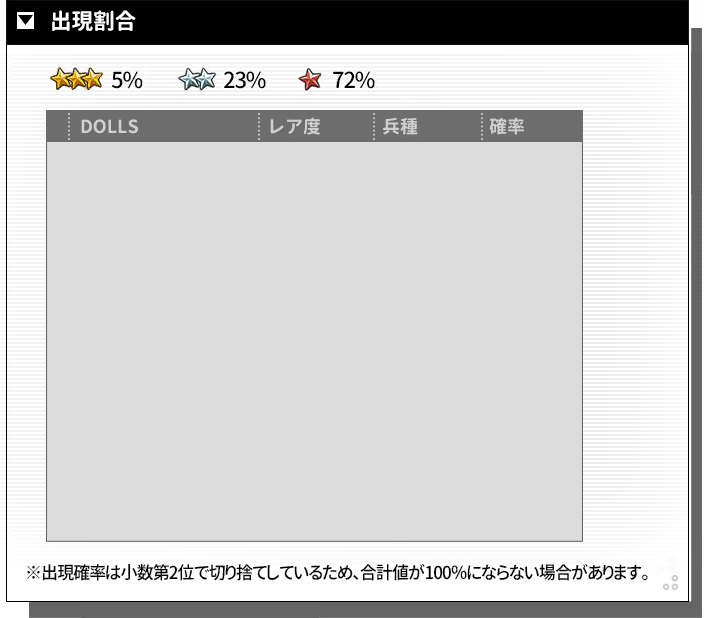 出現割合
5% 23% 72%
DOLLS レア度 兵種 確率
※出現確率は小数第2位で切り捨てしているため、合計値が100%にならない場合があります。